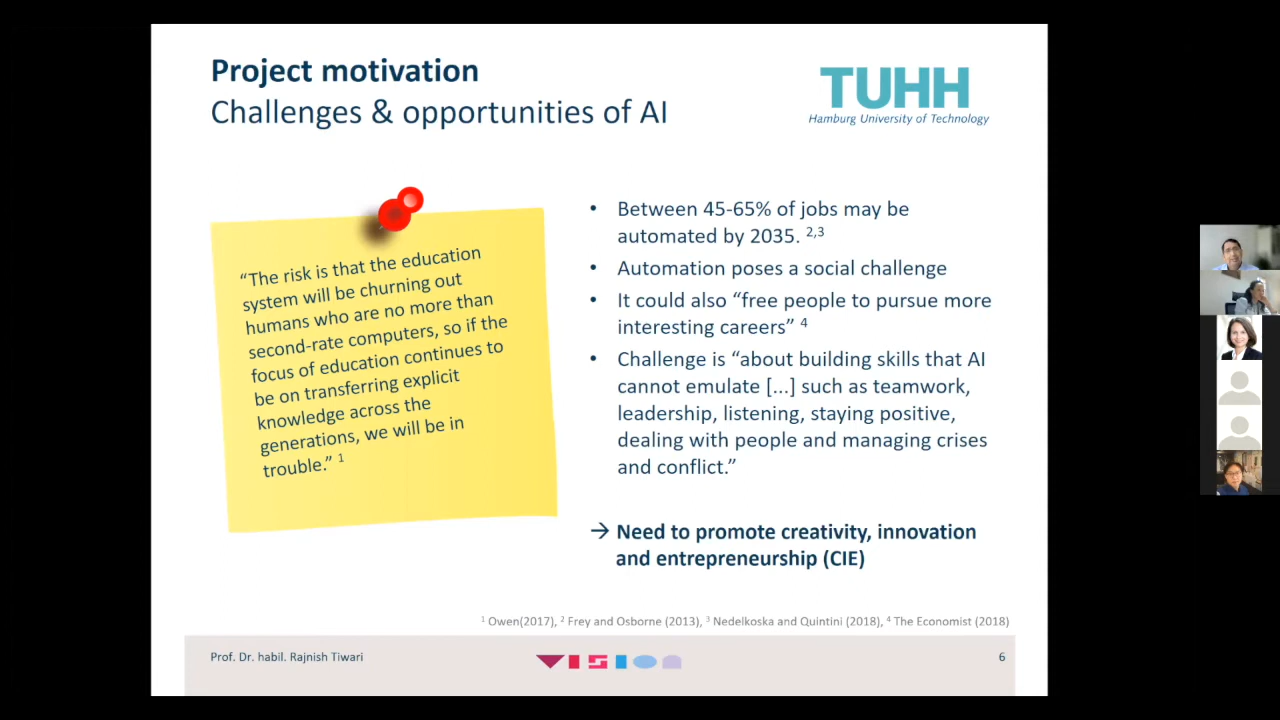 Project motivation
Challenges & opportunities of AI
TUHH
Hamburg University of Technology
“The risk is that the education
system will be churning out
humans who are no more than
second-rate computers, so if the
focus of education continues to
be on transferring explicit
knowledge across the
generations, we will be in
trouble.” 1
• Between 45-65% of jobs may be
automated by 2035. 2,3
• Automation poses a social challenge
• It could also “free people to pursue more
interesting careers” 4
• Challenge is “about building skills that AI
cannot emulate [...] such as teamwork,
leadership, listening, staying positive,
dealing with people and managing crises
and conflict.”
→ Need to promote creativity, innovation
and entrepreneurship (CIE)
1 Owen(2017), 2 Frey and Osborne (2013), 3 Nedelkoska and Quintini (2018), 4 The Economist (2018)
Prof. Dr. habil. Rajnish Tiwari
VISION
6